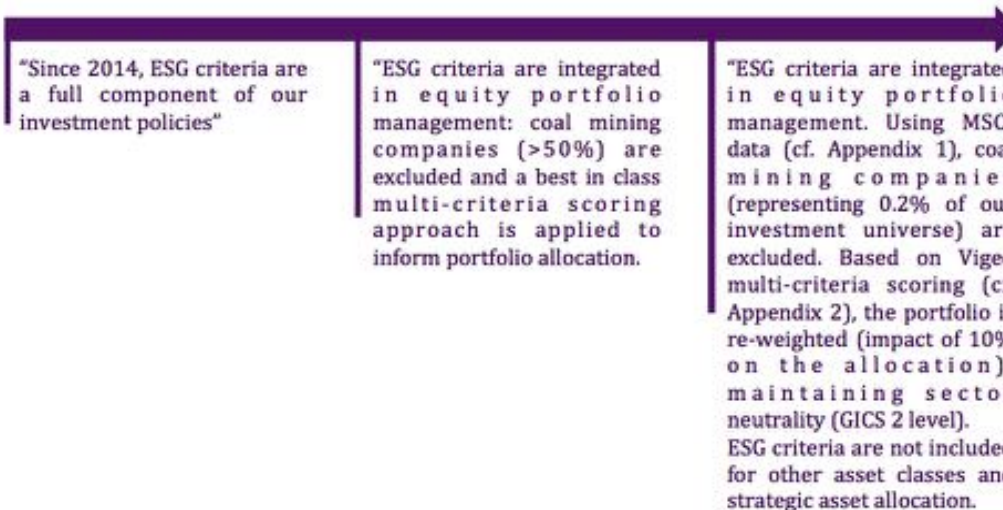 "Since 2014, ESG criteria are
a full component of our
investment policies"
"ESG criteria are integrated
in equity portfolio
management: coal mining
companies (>50%) are
excluded and a best in class
multi-criteria scoring
approach is applied to
inform portfolio allocation.
"ESG criteria are integrated
in equity portfolio
management. Using MSC
data (cf. Appendix 1), coa
mining companie
(representing 0.2% of ou
investment universe) ar
excluded. Based on Vige
multi-criteria scoring (c
Appendix 2), the portfolio i
re-weighted (impact of 10%
on the allocation)
maintaining secto
neutrality (GICS 2 level).
ESG criteria are not included
for other asset classes and
strategic asset allocation.